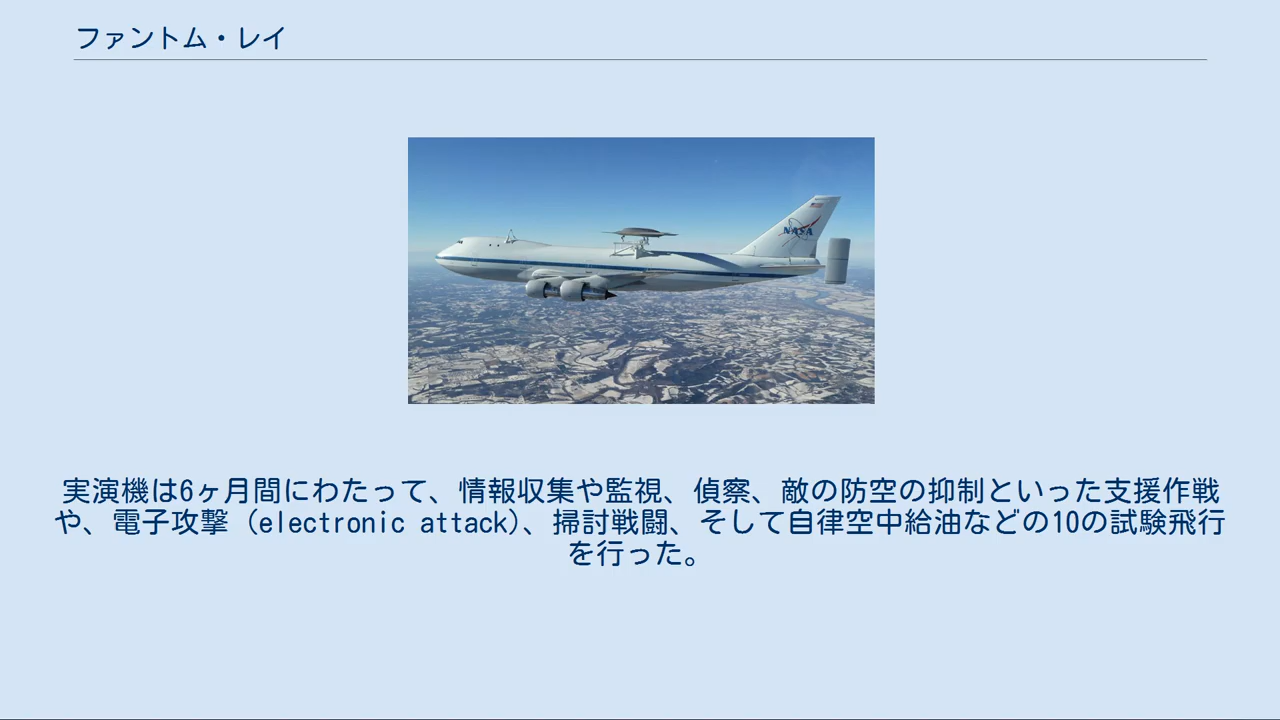 ファントム・レイ
NASA
実演機は6ヶ月間にわたって、情報収集や監視、偵察、敵の防空の抑制といった支援作戦
や、電子攻撃 (electronic attack)、掃討戦闘、そして自律空中給油などの10の試験飛行
を行った。